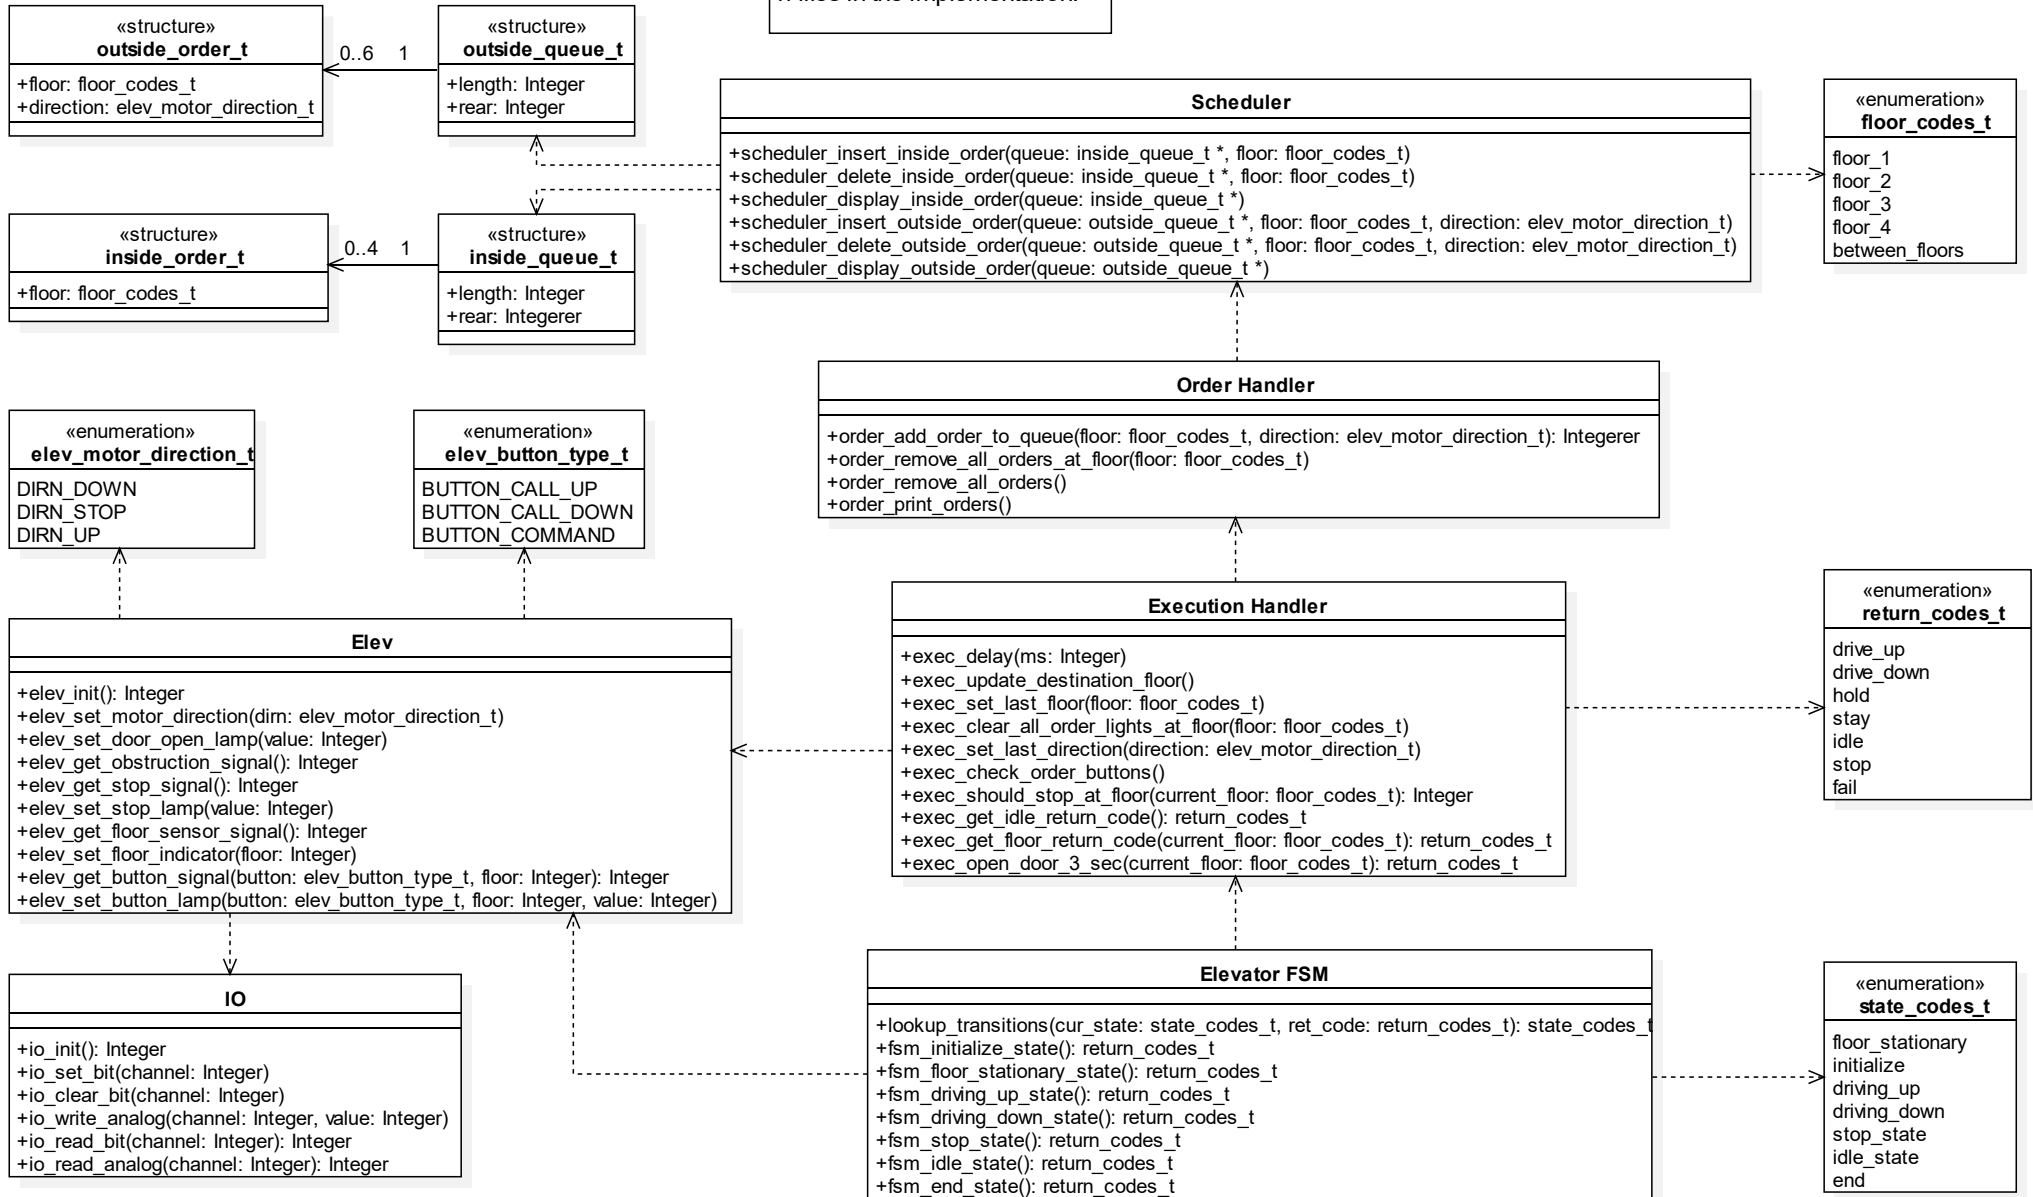 «structure»
outside_order_t
+floor: floor_codes_t
+direction: elev_motor_direction_t
0..6
1
«structure»
outside_queue_t
+length: Integer
+rear: Integer
Scheduler
+scheduler_insert_inside_order(queue: inside_queue_t *, floor: floor_codes_t)
+scheduler_delete_inside_order(queue: inside_queue_t *, floor: floor_codes_t)
+scheduler_display_inside_order(queue: inside_queue_t *)
+scheduler_insert_outside_order(queue: outside_queue_t *, floor: floor_codes_t, direction: elev_motor_direction_t)
+scheduler_delete_outside_order(queue: outside_queue_t *, floor: floor_codes_t, direction: elev_motor_direction_t)
+scheduler_display_outside_order(queue: outside_queue_t *)
«enumeration»
floor_codes_t
floor_1
floor_2
floor_3
floor_4
between_floors
«structure»
inside_order_t
+floor: floor_codes_t
0..4
1
«structure»
inside_queue_t
+length: Integer
+rear: Integerer
Order Handler
+order_add_order_to_queue(floor: floor_codes_t, direction: elev_motor_direction_t): Integerer
+order_remove_all_orders_at_floor(floor: floor_codes_t)
+order_remove_all_orders()
+order_print_orders()
«enumeration»
elev_motor_direction_t
DIRN_DOWN
DIRN_STOP
DIRN_UP
«enumeration»
elev_button_type_t
BUTTON_CALL_UP
BUTTON_CALL_DOWN
BUTTON_COMMAND
Execution Handler
+exec_delay(ms: Integer)
+exec_update_destination_floor()
+exec_set_last_floor(floor: floor_codes_t)
+exec_clear_all_order_lights_at_floor(floor: floor_codes_t)
+exec_set_last_direction(direction: elev_motor_direction_t)
+exec_check_order_buttons()
+exec_should_stop_at_floor(current_floor: floor_codes_t): Integer
+exec_get_idle_return_code(): return_codes_t
+exec_get_floor_return_code(current_floor: floor_codes_t): return_codes_t
+exec_open_door_3_sec(current_floor: floor_codes_t): return_codes_t
«enumeration»
return_codes_t
drive_up
drive_down
hold
stay
idle
stop
fail
Elev
+elev_init(): Integer
+elev_set_motor_direction(dirn: elev_motor_direction_t)
+elev_set_door_open_lamp(value: Integer)
+elev_get_obstruction_signal(): Integer
+elev_get_stop_signal(): Integer
+elev_set_stop_lamp(value: Integer)
+elev_get_floor_sensor_signal(): Integer
+elev_set_floor_indicator(floor: Integer)
+elev_get_button_signal(button: elev_button_type_t, floor: Integer): Integer
+elev_set_button_lamp(button: elev_button_type_t, floor: Integer, value: Integer)
IO
+io_init(): Integer
+io_set_bit(channel: Integer)
+io_clear_bit(channel: Integer)
+io_write_analog(channel: Integer, value: Integer)
+io_read_bit(channel: Integer): Integer
+io_read_analog(channel: Integer): Integer
Elevator FSM
+lookup_transitions(cur_state: state_codes_t, ret_code: return_codes_t): state_codes_t
+fsm_initialize_state(): return_codes_t
+fsm_floor_stationary_state(): return_codes_t
+fsm_driving_up_state(): return_codes_t
+fsm_driving_down_state(): return_codes_t
+fsm_stop_state(): return_codes_t
+fsm_idle_state(): return_codes_t
+fsm_end_state(): return_codes_t
«enumeration»
state_codes_t
floor_stationary
initialize
driving_up
driving_down
stop_state
idle_state
end